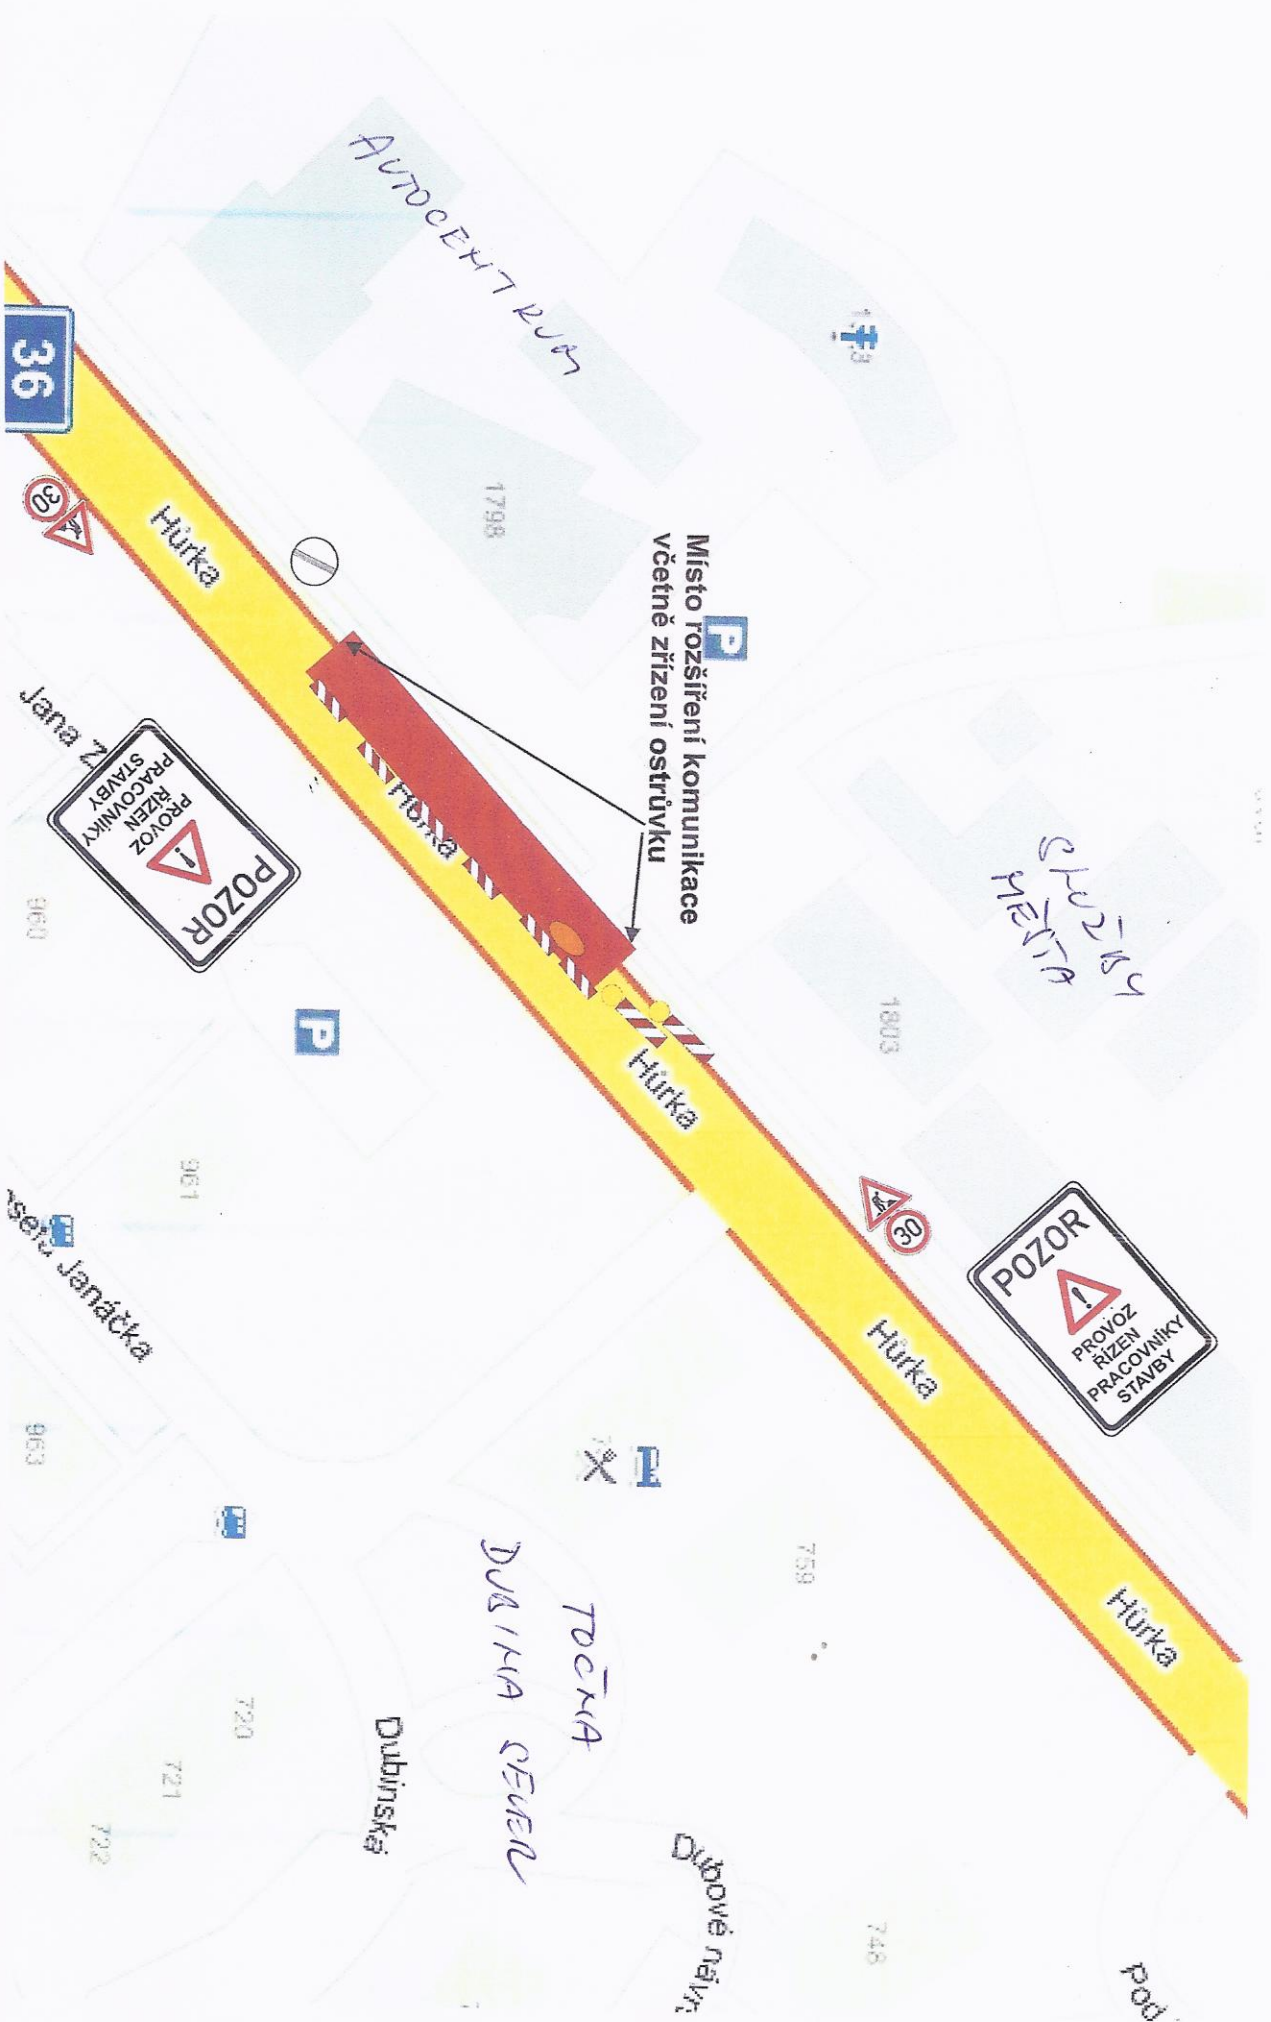 AUTOCENTRUM
36
30
Hůrka
1798
Místo rozšíření komunikace
včetně zřízení ostrůvku
P
SLUŽBY
MĚSTA
1803
Jana
POZOR
PROVOZ
ŘÍZEN
PRACOVNÍKY
STAVBY
960
P
Hůrka
Hůrka
30
POZOR
PROVOZ
ŘÍZEN
PRACOVNÍKY
STAVBY
961
Janáčka
963
Hůrka
Hůrka
759
TOČNA
DUBINA SEVER
720
721
722
Dubinská
Dubové
748
pod